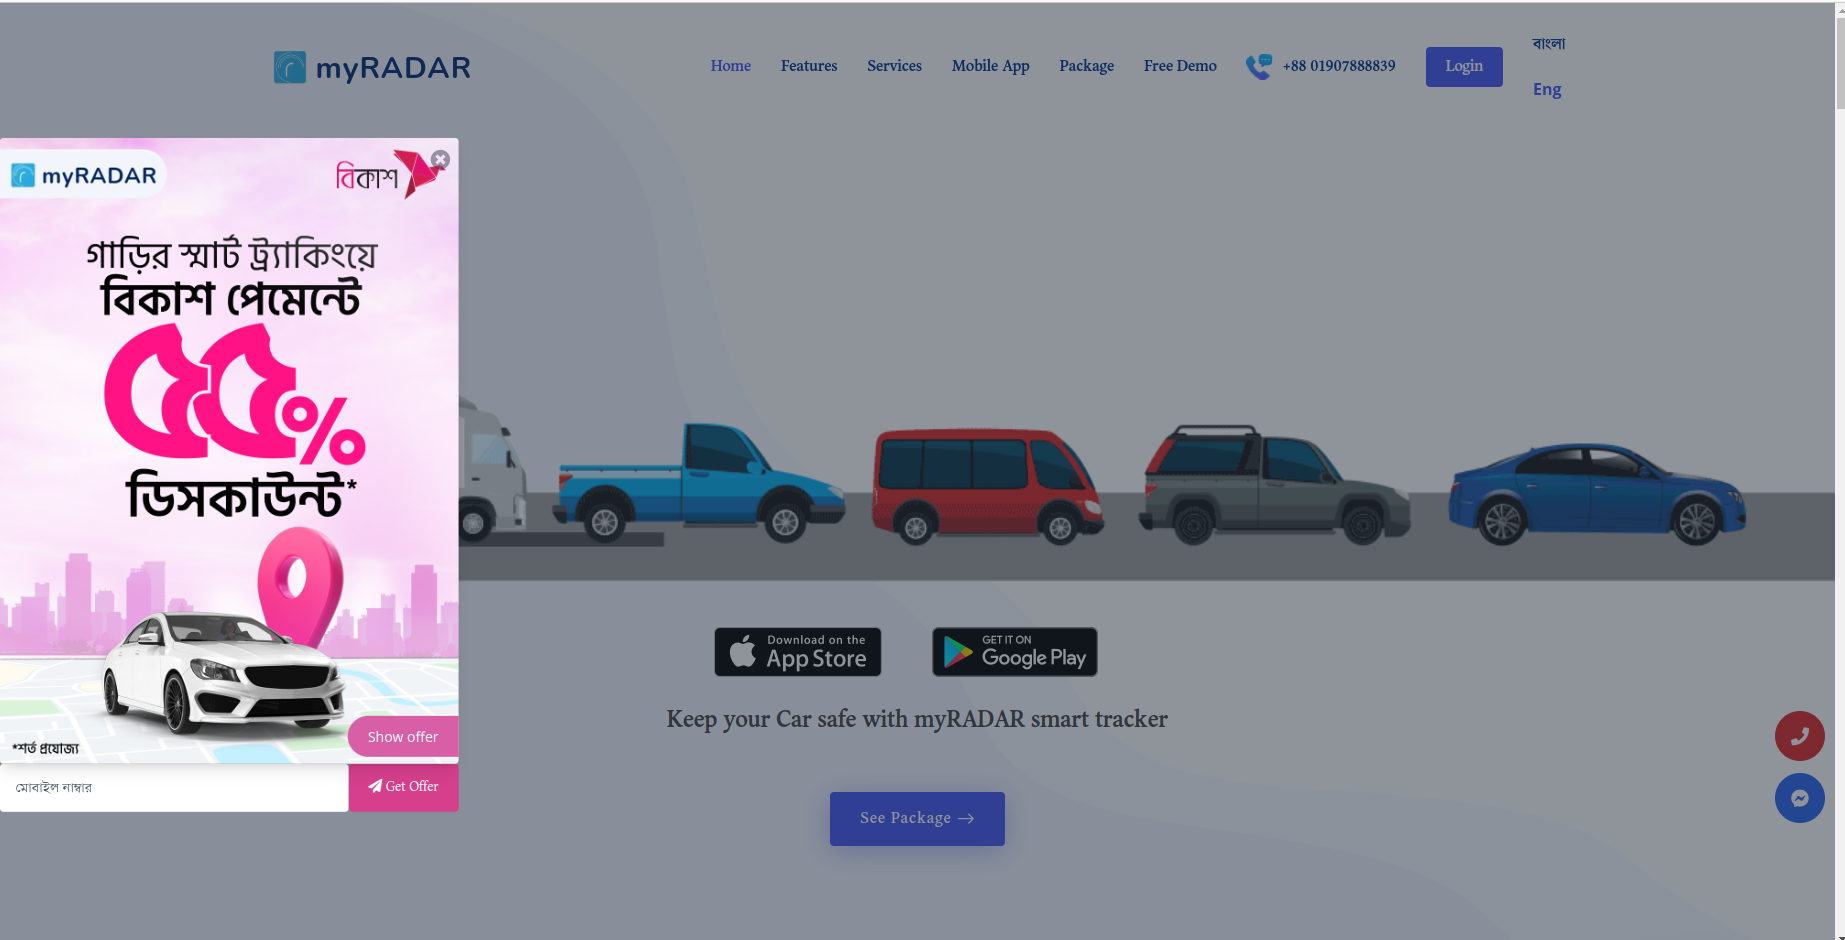 myRADAR
Home
Features
Services
Mobile App
Package
Free Demo
+88 01907888839
Login
বাংলা
Eng
myRADAR
বিকাশ
গাড়ির স্মার্ট ট্র্যাকিংয়ে
বিকাশ পেমেন্টে
৫৫%
ডিসকাউন্ট*
*শর্ত প্রযোজ্য
Show offer
মোবাইল নাম্বার
Get Offer
Download on the
App Store
GET IT ON
Google Play
Keep your Car safe with myRADAR smart tracker
See Package →